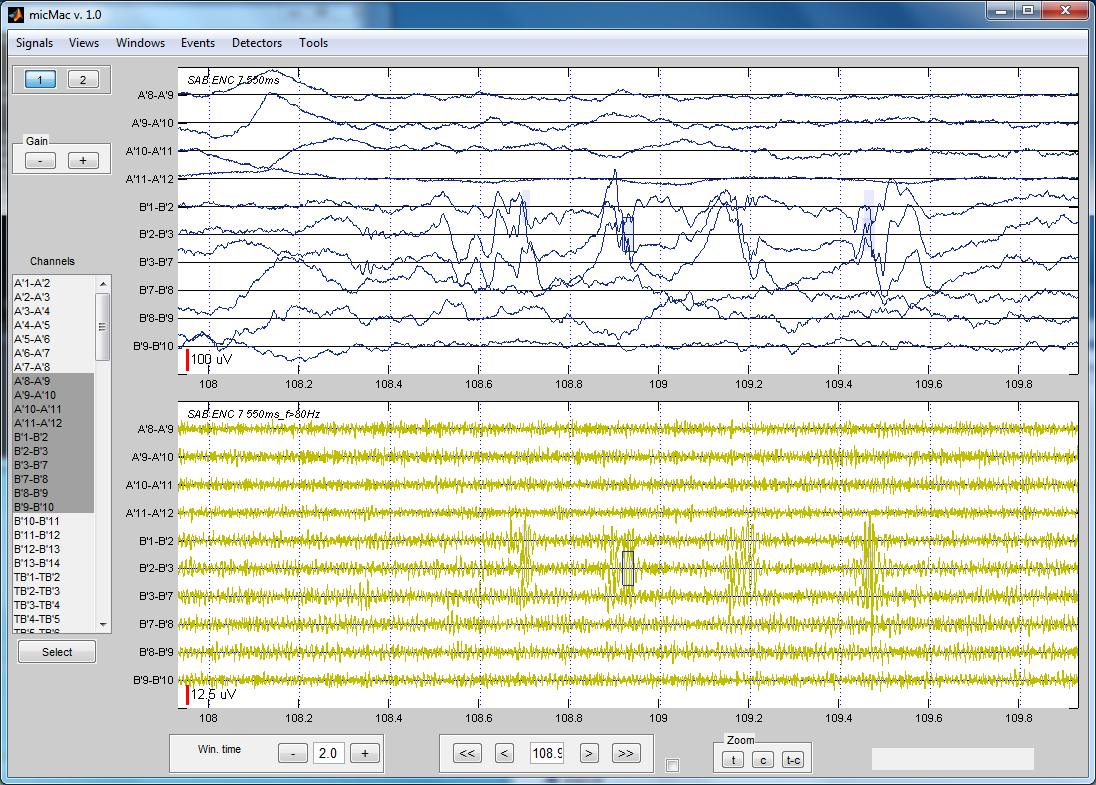 micMac v. 1.0
Signals Views Windows Events Detectors Tools
1 2
Gain
- +
Channels
A'1-A'2
A'2-A'3
A'3-A'4
A'4-A'5
A'5-A'6
A'6-A'7
A'7-A'8
A'8-A'9
A'9-A'10
A'10-A'11
A'11-A'12
B'1-B'2
B'2-B'3
B'3-B'7
B'7-B'8
B'8-B'9
B'9-B'10
B'10-B'11
B'11-B'12
B'12-B'13
B'13-B'14
TB'1-TB'2
TB'2-TB'3
TB'3-TB'4
TB'4-TB'5
TB'5-TB'6
Select
SAB.ENC 7 550ms
A'8-A'9
A'9-A'10
A'10-A'11
A'11-A'12
B'1-B'2
B'2-B'3
B'3-B'7
B'7-B'8
B'8-B'9
B'9-B'10
100 uV
108 108.2 108.4 108.6 108.8 109 109.2 109.4 109.6 109.8
SAB.ENC 7 550ms_f>80Hz
A'8-A'9
A'9-A'10
A'10-A'11
A'11-A'12
B'1-B'2
B'2-B'3
B'3-B'7
B'7-B'8
B'8-B'9
B'9-B'10
12.5 uV
108 108.2 108.4 108.6 108.8 109 109.2 109.4 109.6 109.8
Win. time - 2.0 +
<< < 108.9 > >>
Zoom
t c t-c